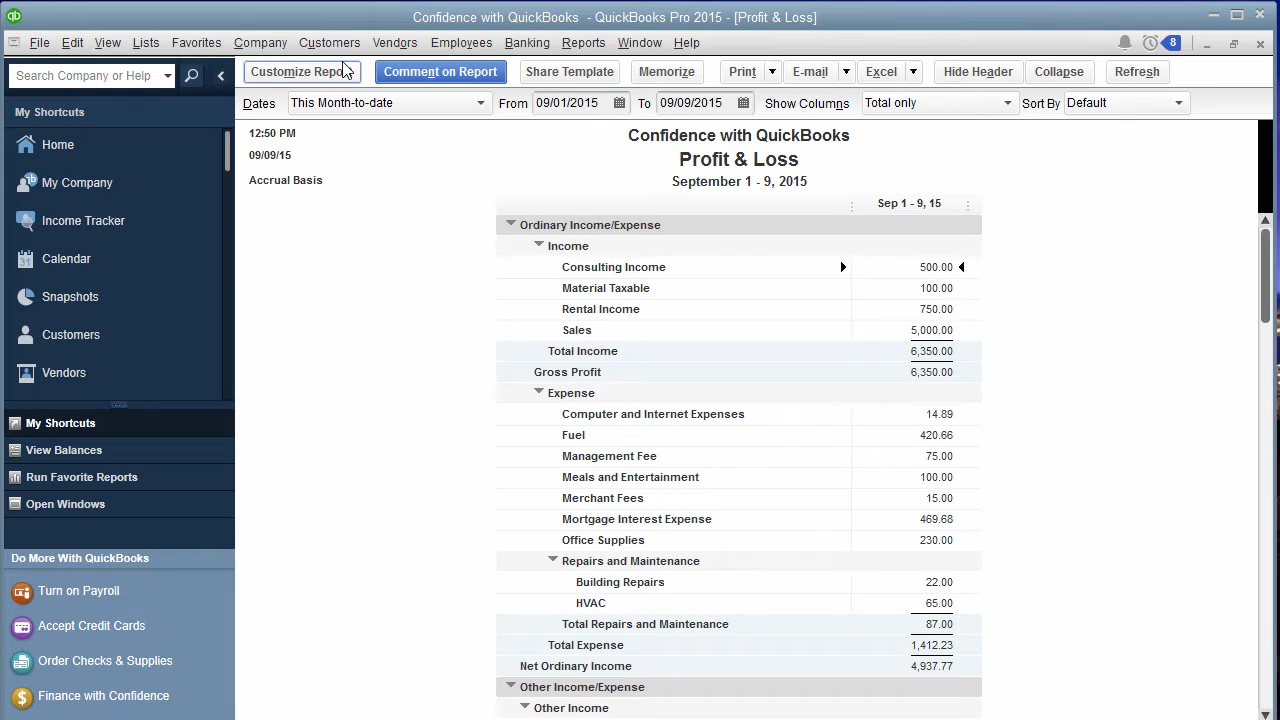 qb
Confidence with QuickBooks - QuickBooks Pro 2015 - [Profit & Loss]
File Edit View Lists Favorites Company Customers Vendors Employees Banking Reports Window Help 8
Search Company or Help
Customize Report Comment on Report Share Template Memorize Print E-mail Excel Hide Header Collapse Refresh
Dates This Month-to-date From 09/01/2015 To 09/09/2015 Show Columns Total only Sort By Default
My Shortcuts
Home
My Company
Income Tracker
31 Calendar
Snapshots
Customers
Vendors
My Shortcuts
View Balances
Run Favorite Reports
Open Windows
Do More With QuickBooks
Turn on Payroll
Accept Credit Cards
Order Checks & Supplies
$ Finance with Confidence
12:50 PM
09/09/15
Accrual Basis
Confidence with QuickBooks
Profit & Loss
September 1 - 9, 2015
Sep 1 - 9, 15
Ordinary Income/Expense
Income
Consulting Income 500.00
Material Taxable 100.00
Rental Income 750.00
Sales 5,000.00
Total Income 6,350.00
Gross Profit 6,350.00
Expense
Computer and Internet Expenses 14.89
Fuel 420.66
Management Fee 75.00
Meals and Entertainment 100.00
Merchant Fees 15.00
Mortgage Interest Expense 469.68
Office Supplies 230.00
Repairs and Maintenance
Building Repairs 22.00
HVAC 65.00
Total Repairs and Maintenance 87.00
Total Expense 1,412.23
Net Ordinary Income 4,937.77
Other Income/Expense
Other Income